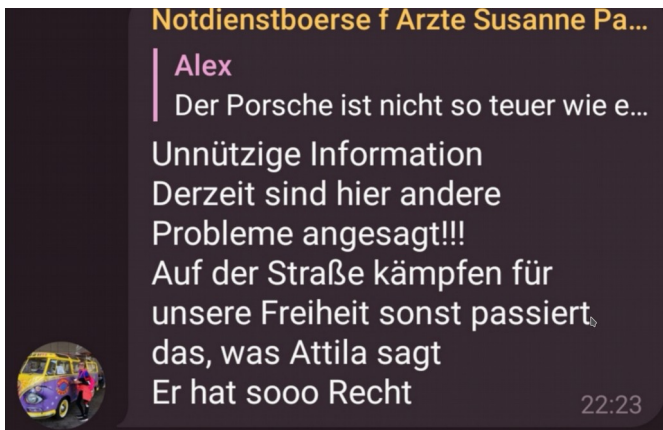 Notdienstboerse f Ärzte Susanne Pa...
Alex
Der Porsche ist nicht so teuer wie e...
Unnützige Information
Derzeit sind hier andere
Probleme angesagt!!!
Auf der Straße kämpfen für
unsere Freiheit sonst passiert
das, was Attila sagt
Er hat sooo Recht
22:23